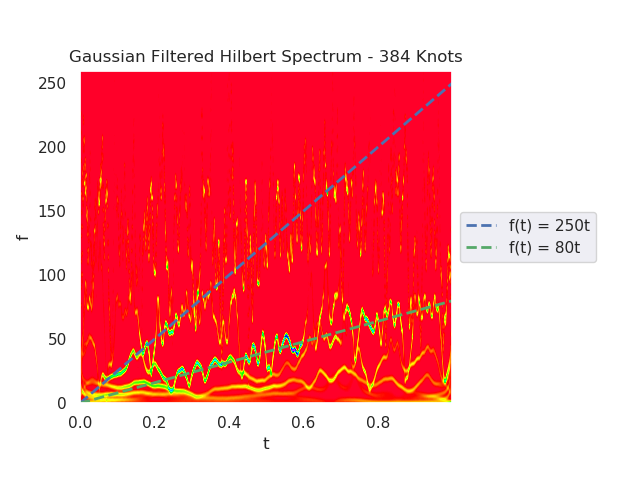 Gaussian Filtered Hilbert Spectrum - 384 Knots
250
200
150
100
50
0
f
0.0 0.2 0.4 0.6 0.8
t
f(t) = 250t
f(t) = 80t